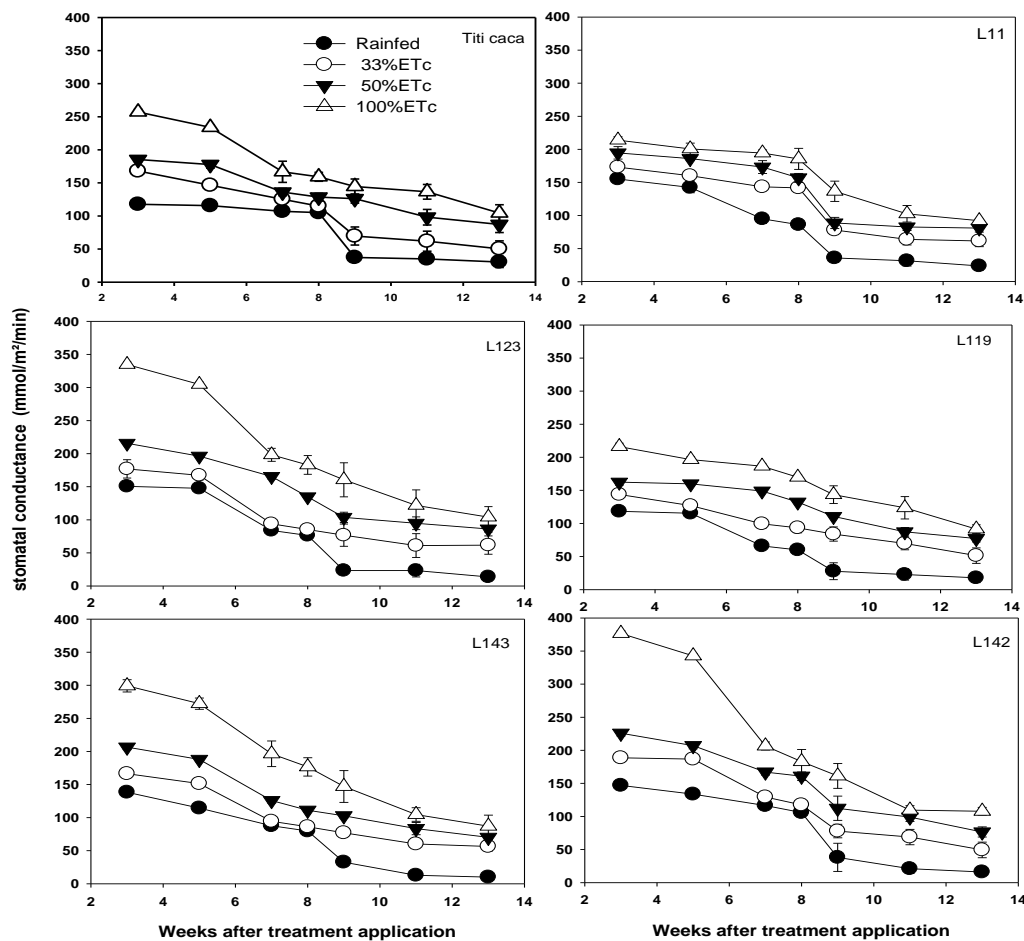 400
350
300
250
200
150
100
50
0
2 4 6 8 10 12 14
Titi caca
Rainfed
33%ETc
50%ETc
100%ETc
400
350
300
250
200
150
100
50
0
2 4 6 8 10 12 14
L11
stomatal conductance (mmol/m²/min)
400
350
300
250
200
150
100
50
0
2 4 6 8 10 12 14
L123
400
350
300
250
200
150
100
50
0
2 4 6 8 10 12 14
L119
400
350
300
250
200
150
100
50
0
2 4 6 8 10 12 14
L143
Weeks after treatment application
400
350
300
250
200
150
100
50
0
2 4 6 8 10 12 14
L142
Weeks after treatment application